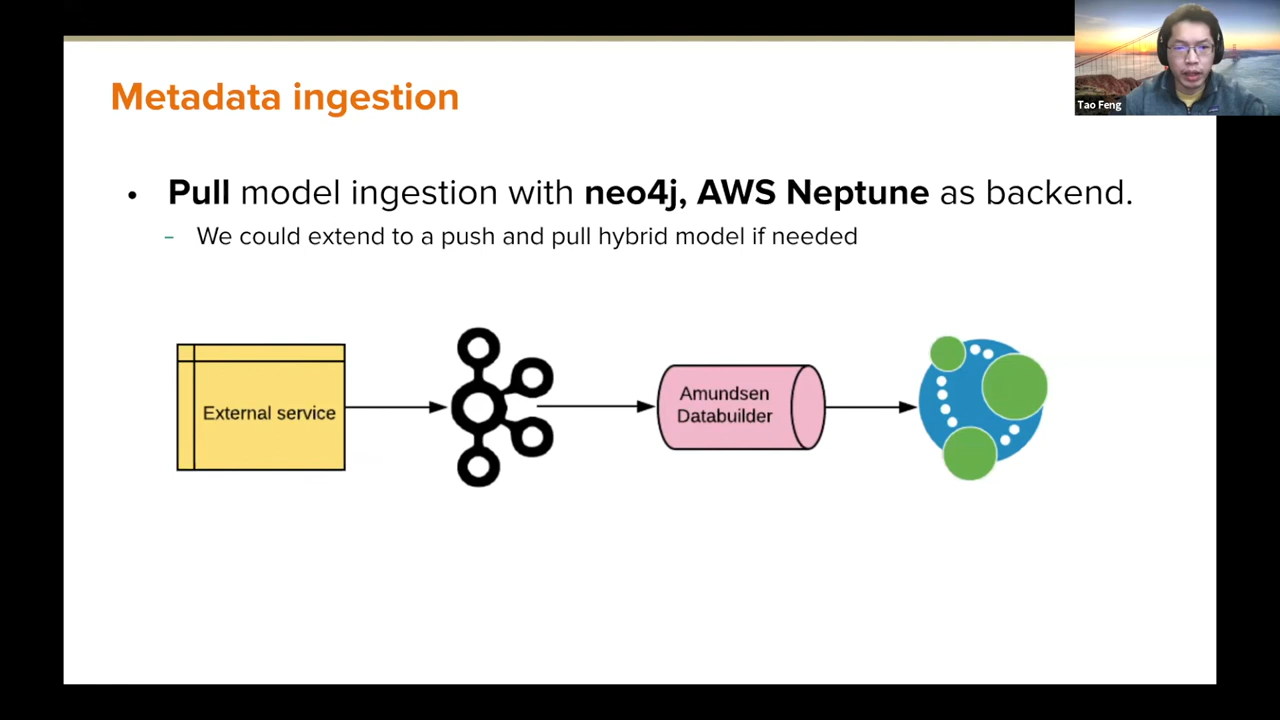 Metadata ingestion
Tao Feng
• Pull model ingestion with neo4j, AWS Neptune as backend.
– We could extend to a push and pull hybrid model if needed
External service
Amundsen
Databuilder